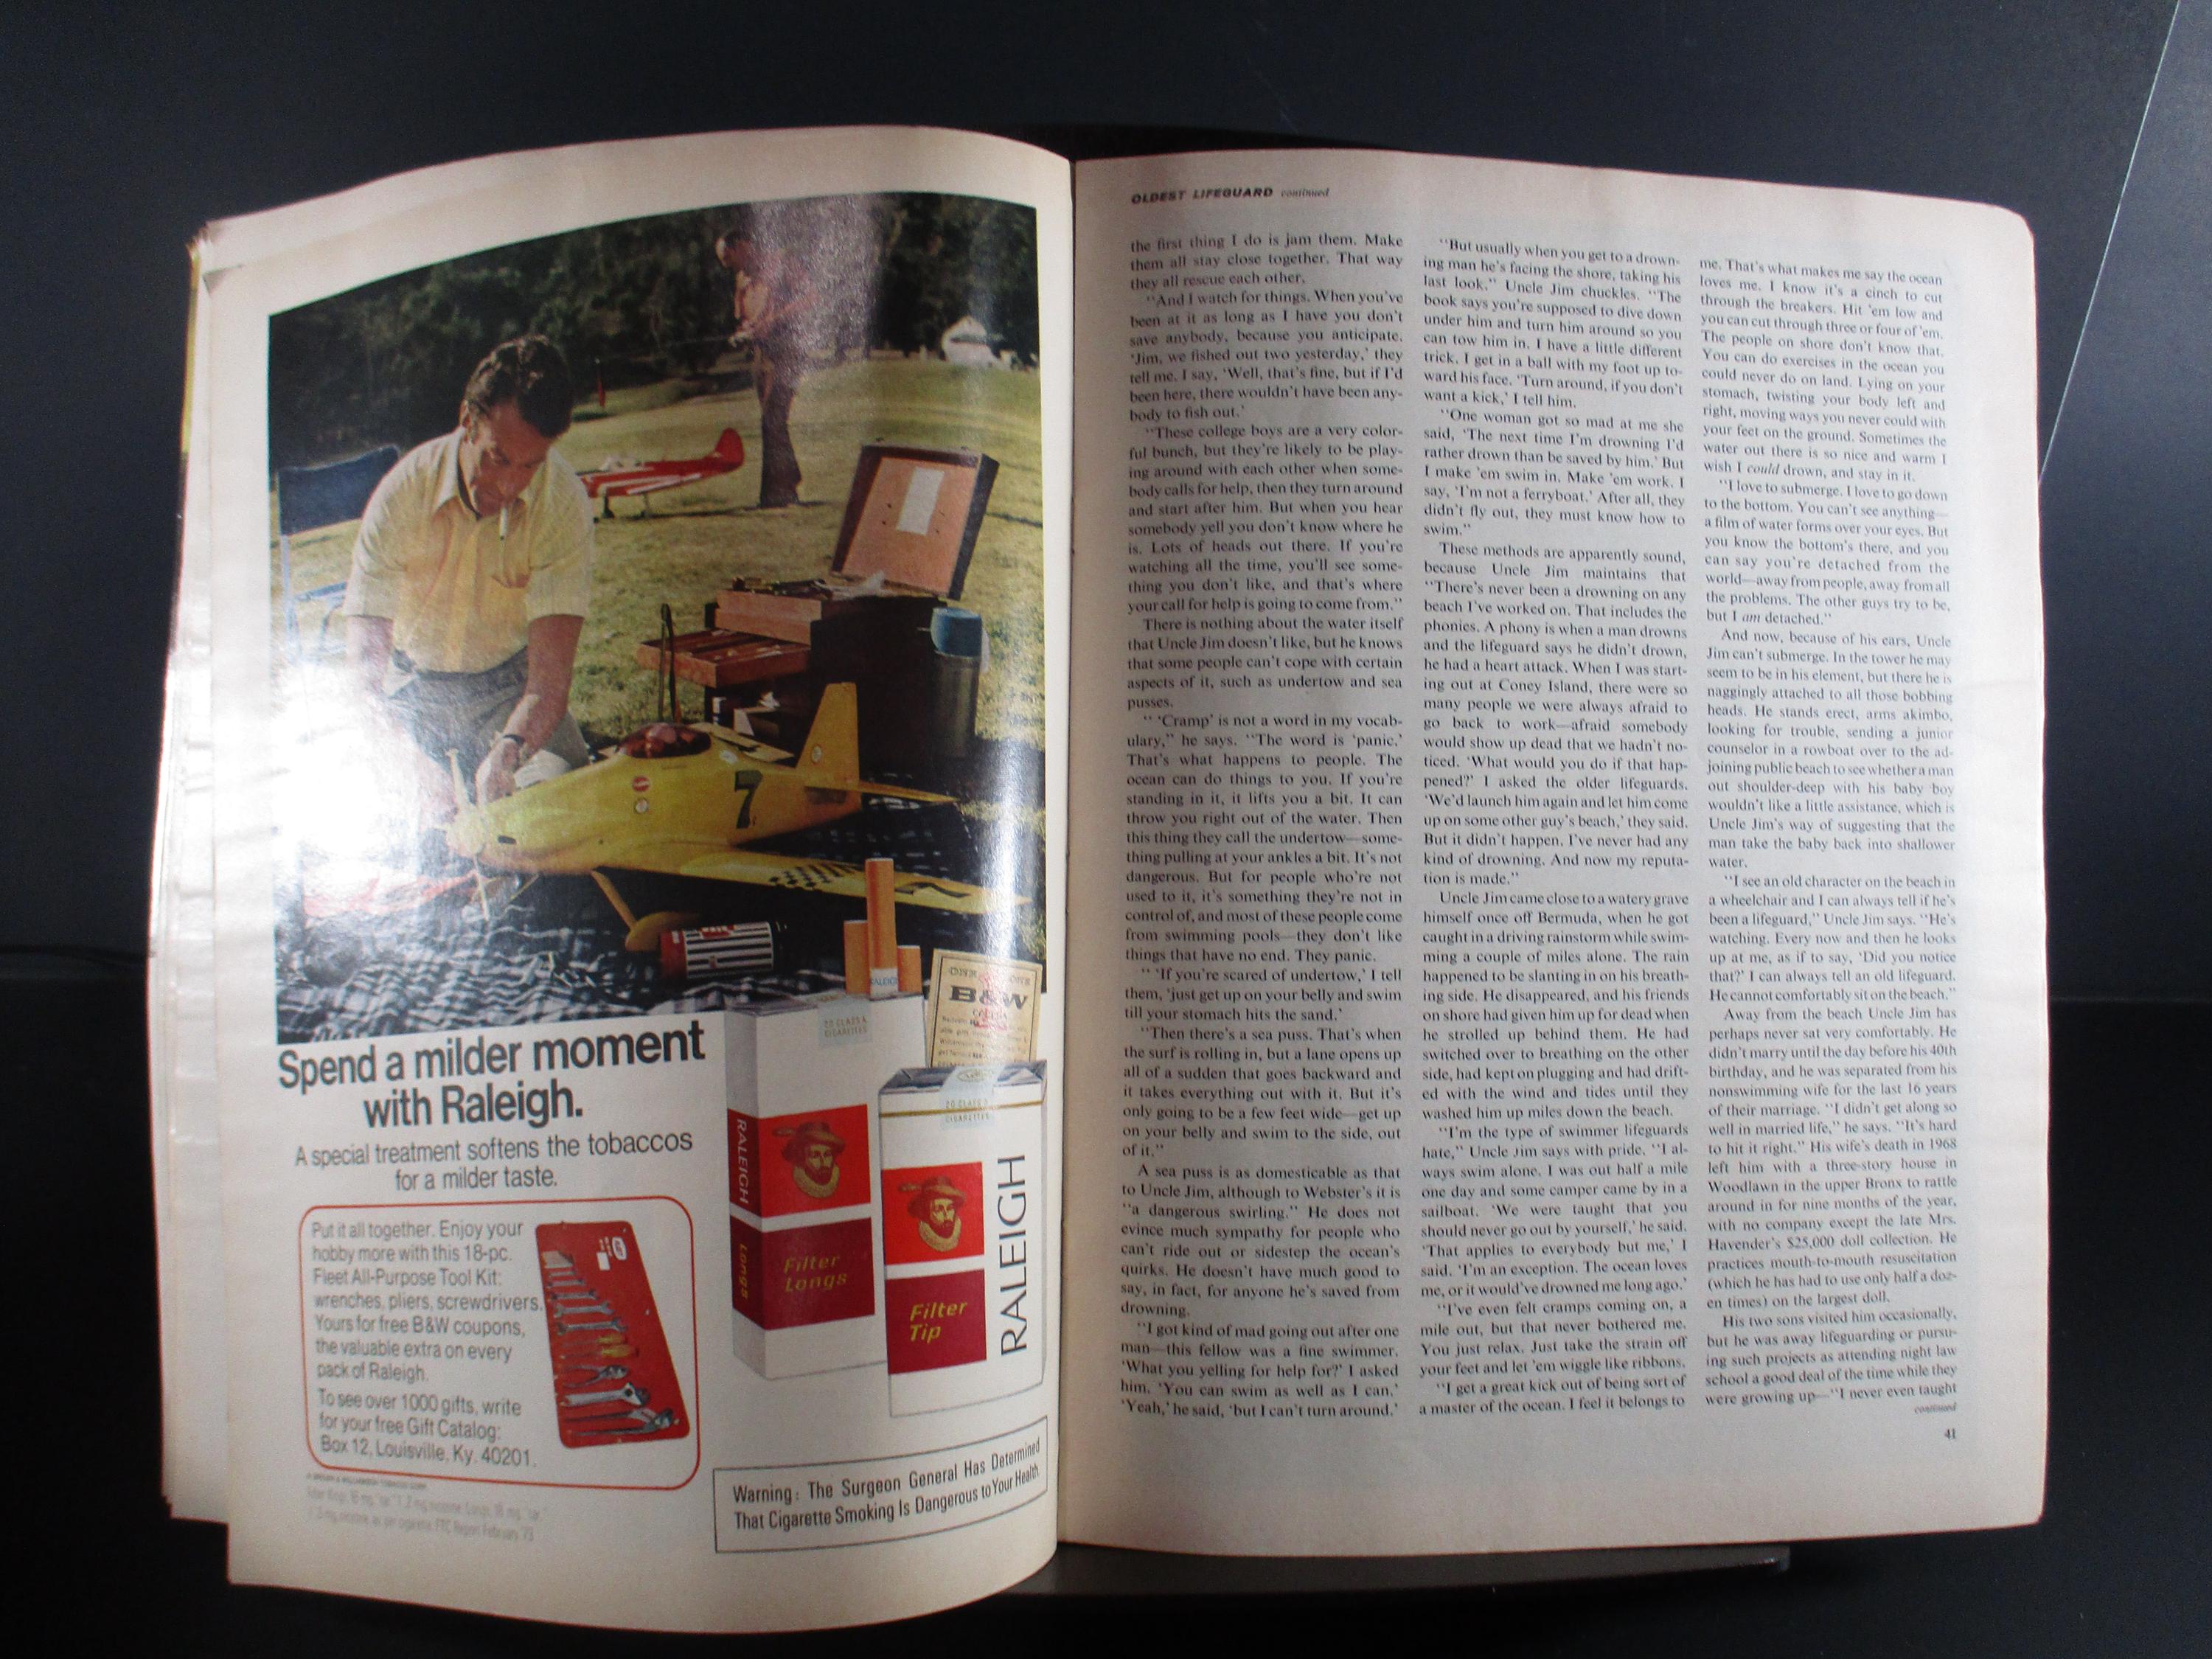 7
RALEIGH
B&W
20 CLASS A
CIGARETTES
20 CLASS A
CIGARETTES
RALEIGH
Longs
Filter
Longs
Filter
Tip
RALEIGH
Spend a milder moment
with Raleigh.
A special treatment softens the tobaccos
for a milder taste.
Put it all together. Enjoy your
hobby more with this 18-pc.
Fleet All-Purpose Tool Kit:
wrenches, pliers, screwdrivers.
Yours for free B&W coupons,
the valuable extra on every
pack of Raleigh.
To see over 1000 gifts, write
for your free Gift Catalog:
Box 12, Louisville, Ky. 40201.
Warning: The Surgeon General Has Determined
That Cigarette Smoking Is Dangerous to Your Health
OLDEST LIFEGUARD continued
the first thing I do is jam them. Make
them all stay close together. That way
they all rescue each other.
"And I watch for things. When you've
been at it as long as I have you don't
save anybody, because you anticipate.
'Jim, we fished out two yesterday,' they
tell me. I say, 'Well, that's fine, but if I'd
been here, there wouldn't have been any-
body to fish out.'
"These college boys are a very color-
ful bunch, but they're likely to be play-
ing around with each other when some-
body calls for help, then they turn around
and start after him. But when you hear
somebody yell you don't know where he
is. Lots of heads out there. If you're
watching all the time, you'll see some-
thing you don't like, and that's where
your call for help is going to come from."
There is nothing about the water itself
that Uncle Jim doesn't like, but he knows
that some people can't cope with certain
aspects of it, such as undertow and sea
pusses.
" 'Cramp' is not a word in my vocab-
ulary," he says. "The word is 'panic.'
That's what happens to people. The
ocean can do things to you. If you're
standing in it, it lifts you a bit. It can
throw you right out of the water. Then
this thing they call the undertow—some-
thing pulling at your ankles a bit. It's not
dangerous. But for people who're not
used to it, it's something they're not in
control of, and most of these people come
from swimming pools—they don't like
things that have no end. They panic.
" 'If you're scared of undertow,' I tell
them, 'just get up on your belly and swim
till your stomach hits the sand.'
"Then there's a sea puss. That's when
the surf is rolling in, but a lane opens up
all of a sudden that goes backward and
it takes everything out with it. But it's
only going to be a few feet wide—get up
on your belly and swim to the side, out
of it."
A sea puss is as domesticable as that
to Uncle Jim, although to Webster's it is
"a dangerous swirling." He does not
evince much sympathy for people who
can't ride out or sidestep the ocean's
quirks. He doesn't have much good to
say, in fact, for anyone he's saved from
drowning.
"I got kind of mad going out after one
man—this fellow was a fine swimmer.
'What you yelling for help for?' I asked
him. 'You can swim as well as I can.'
'Yeah,' he said, 'but I can't turn around.'
"But usually when you get to a drown-
ing man he's facing the shore, taking his
last look." Uncle Jim chuckles. "The
book says you're supposed to dive down
under him and turn him around so you
can tow him in. I have a little different
trick. I get in a ball with my foot up to-
ward his face. 'Turn around, if you don't
want a kick,' I tell him.
"One woman got so mad at me she
said, 'The next time I'm drowning I'd
rather drown than be saved by him.' But
I make 'em swim in. Make 'em work. I
say, 'I'm not a ferryboat.' After all, they
didn't fly out, they must know how to
swim."
These methods are apparently sound,
because Uncle Jim maintains that
"There's never been a drowning on any
beach I've worked on. That includes the
phonies. A phony is when a man drowns
and the lifeguard says he didn't drown,
he had a heart attack. When I was start-
ing out at Coney Island, there were so
many people we were always afraid to
go back to work—afraid somebody
would show up dead that we hadn't no-
ticed. 'What would you do if that hap-
pened?' I asked the older lifeguards.
'We'd launch him again and let him come
up on some other guy's beach,' they said.
But it didn't happen. I've never had any
kind of drowning. And now my reputa-
tion is made."
Uncle Jim came close to a watery grave
himself once off Bermuda, when he got
caught in a driving rainstorm while swim-
ming a couple of miles alone. The rain
happened to be slanting in on his breath-
ing side. He disappeared, and his friends
on shore had given him up for dead when
he strolled up behind them. He had
switched over to breathing on the other
side, had kept on plugging and had drift-
ed with the wind and tides until they
washed him up miles down the beach.
"I'm the type of swimmer lifeguards
hate," Uncle Jim says with pride. "I al-
ways swim alone. I was out half a mile
one day and some camper came by in a
sailboat. 'We were taught that you
should never go out by yourself,' he said.
'That applies to everybody but me,' I
said. 'I'm an exception. The ocean loves
me, or it would've drowned me long ago.'
"I've even felt cramps coming on, a
mile out, but that never bothered me.
You just relax. Just take the strain off
your feet and let 'em wiggle like ribbons.
"I get a great kick out of being sort of
a master of the ocean. I feel it belongs to
me. That's what makes me say the ocean
loves me. I know it's a cinch to cut
through the breakers. Hit 'em low and
you can cut through three or four of 'em.
The people on shore don't know that.
You can do exercises in the ocean you
could never do on land. Lying on your
stomach, twisting your body left and
right, moving ways you never could with
your feet on the ground. Sometimes the
water out there is so nice and warm I
wish I could drown, and stay in it.
"I love to submerge. I love to go down
to the bottom. You can't see anything—
a film of water forms over your eyes. But
you know the bottom's there, and you
can say you're detached from the
world—away from people, away from all
the problems. The other guys try to be,
but I am detached."
And now, because of his ears, Uncle
Jim can't submerge. In the tower he may
seem to be in his element, but there he is
naggingly attached to all those bobbing
heads. He stands erect, arms akimbo,
looking for trouble, sending a junior
counselor in a rowboat over to the ad-
joining public beach to see whether a man
out shoulder-deep with his baby boy
wouldn't like a little assistance, which is
Uncle Jim's way of suggesting that the
man take the baby back into shallower
water.
"I see an old character on the beach in
a wheelchair and I can always tell if he's
been a lifeguard," Uncle Jim says. "He's
watching. Every now and then he looks
up at me, as if to say, 'Did you notice
that?' I can always tell an old lifeguard.
He cannot comfortably sit on the beach."
Away from the beach Uncle Jim has
perhaps never sat very comfortably. He
didn't marry until the day before his 40th
birthday, and he was separated from his
nonswimming wife for the last 16 years
of their marriage. "I didn't get along so
well in married life," he says. "It's hard
to hit it right." His wife's death in 1968
left him with a three-story house in
Woodlawn in the upper Bronx to rattle
around in for nine months of the year,
with no company except the late Mrs.
Havender's $25,000 doll collection. He
practices mouth-to-mouth resuscitation
(which he has had to use only half a doz-
en times) on the largest doll.
His two sons visited him occasionally,
but he was away lifeguarding or pursu-
ing such projects as attending night law
school a good deal of the time while they
were growing up—"I never even taught
continued
41